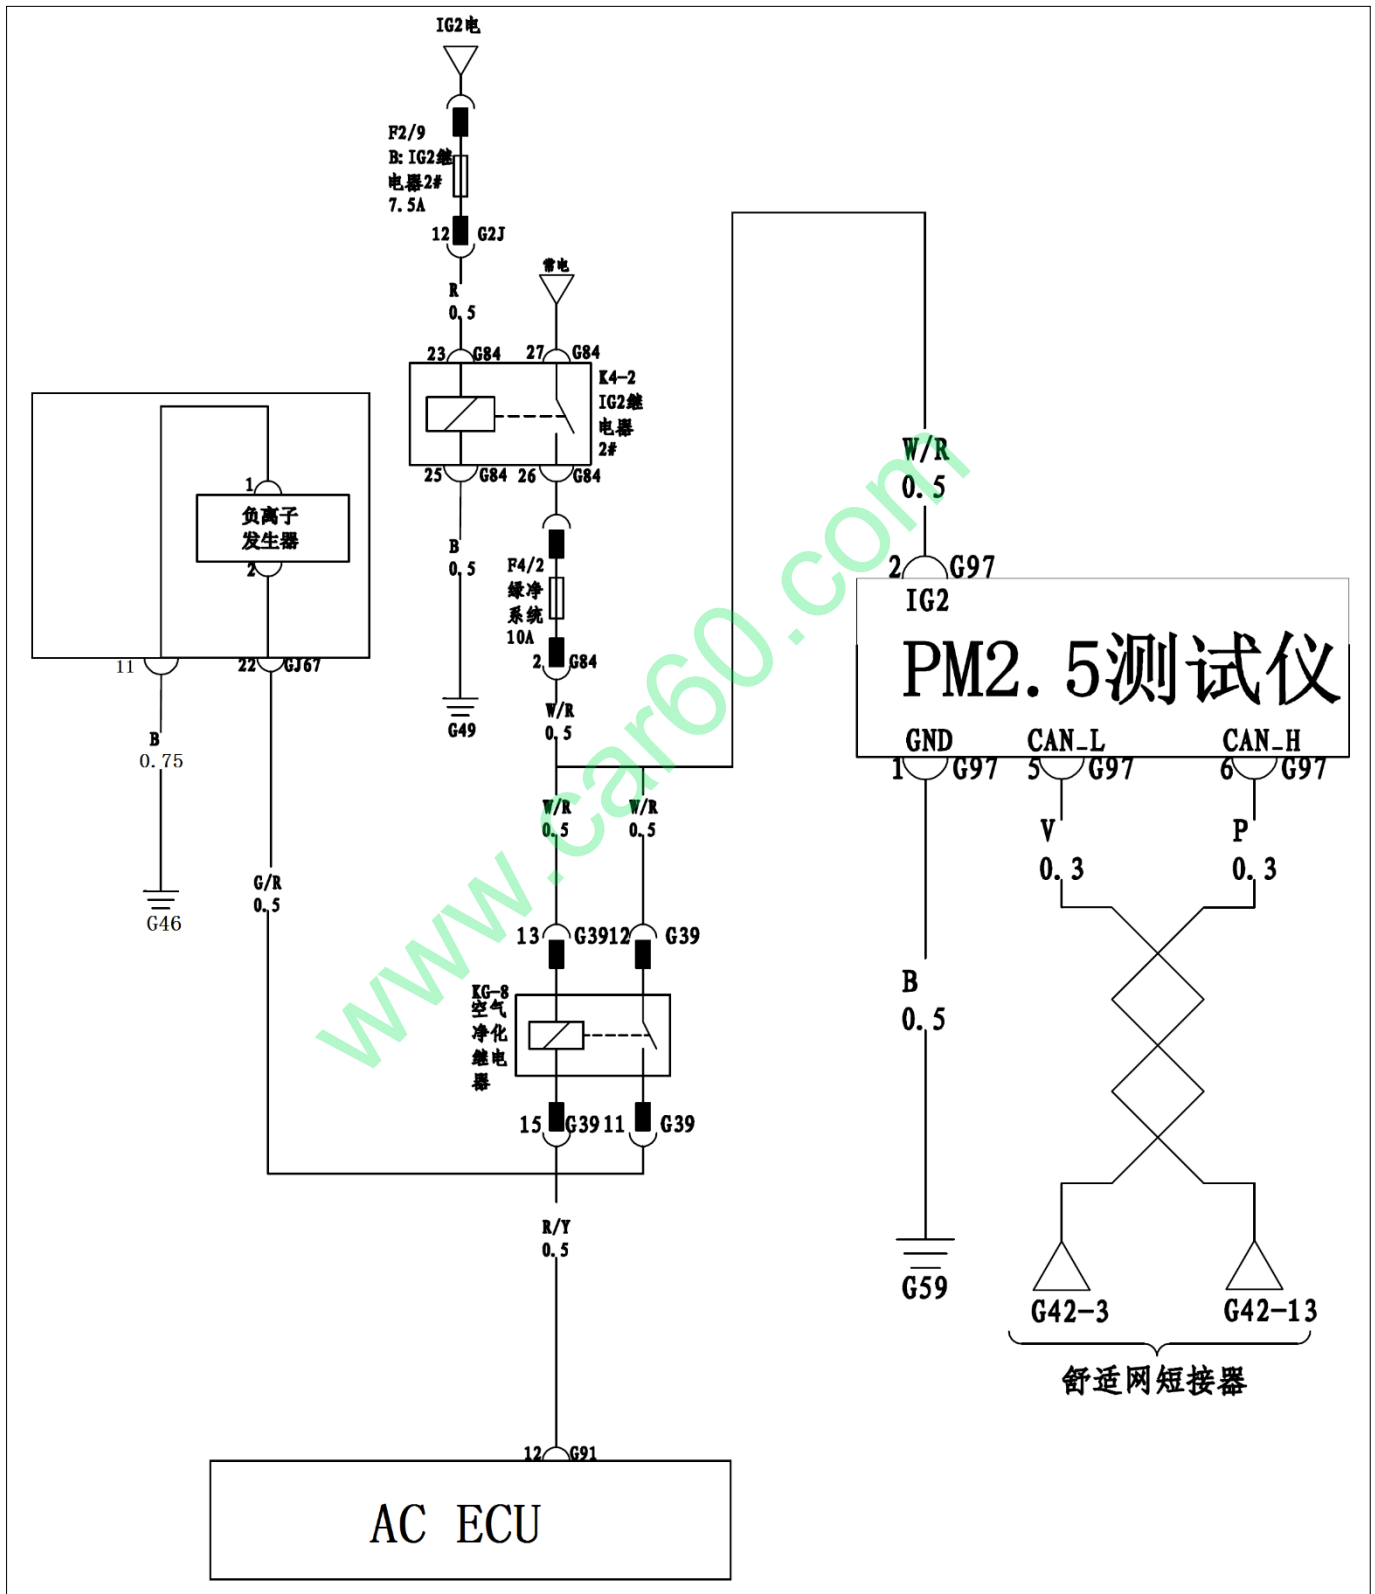 IG2电
F2/9
B: IG2继
电器2#
7.5A
12
G2J
常电
R
0.5
23
G84
27
G84
K4-2
IG2继
电器
2#
25
G84
26
G84
1
负离子
发生器
2
11
22
GJ67
B
0.75
G46
B
0.5
G49
F4/2
绿净
系统
10A
2
G84
W/R
0.5
W/R
0.5
W/R
0.5
W/R
0.5
2
G97
IG2
PM2.5测试仪
GND
CAN_L
CAN_H
1
G97
5
G97
6
G97
V
0.3
P
0.3
G/R
0.5
13
G39
12
G39
KG-8
空气
净化
继电
器
B
0.5
15
G39
11
G39
R/Y
0.5
G59
G42-3
G42-13
舒适网短接器
12
G91
AC ECU
www.car60.com